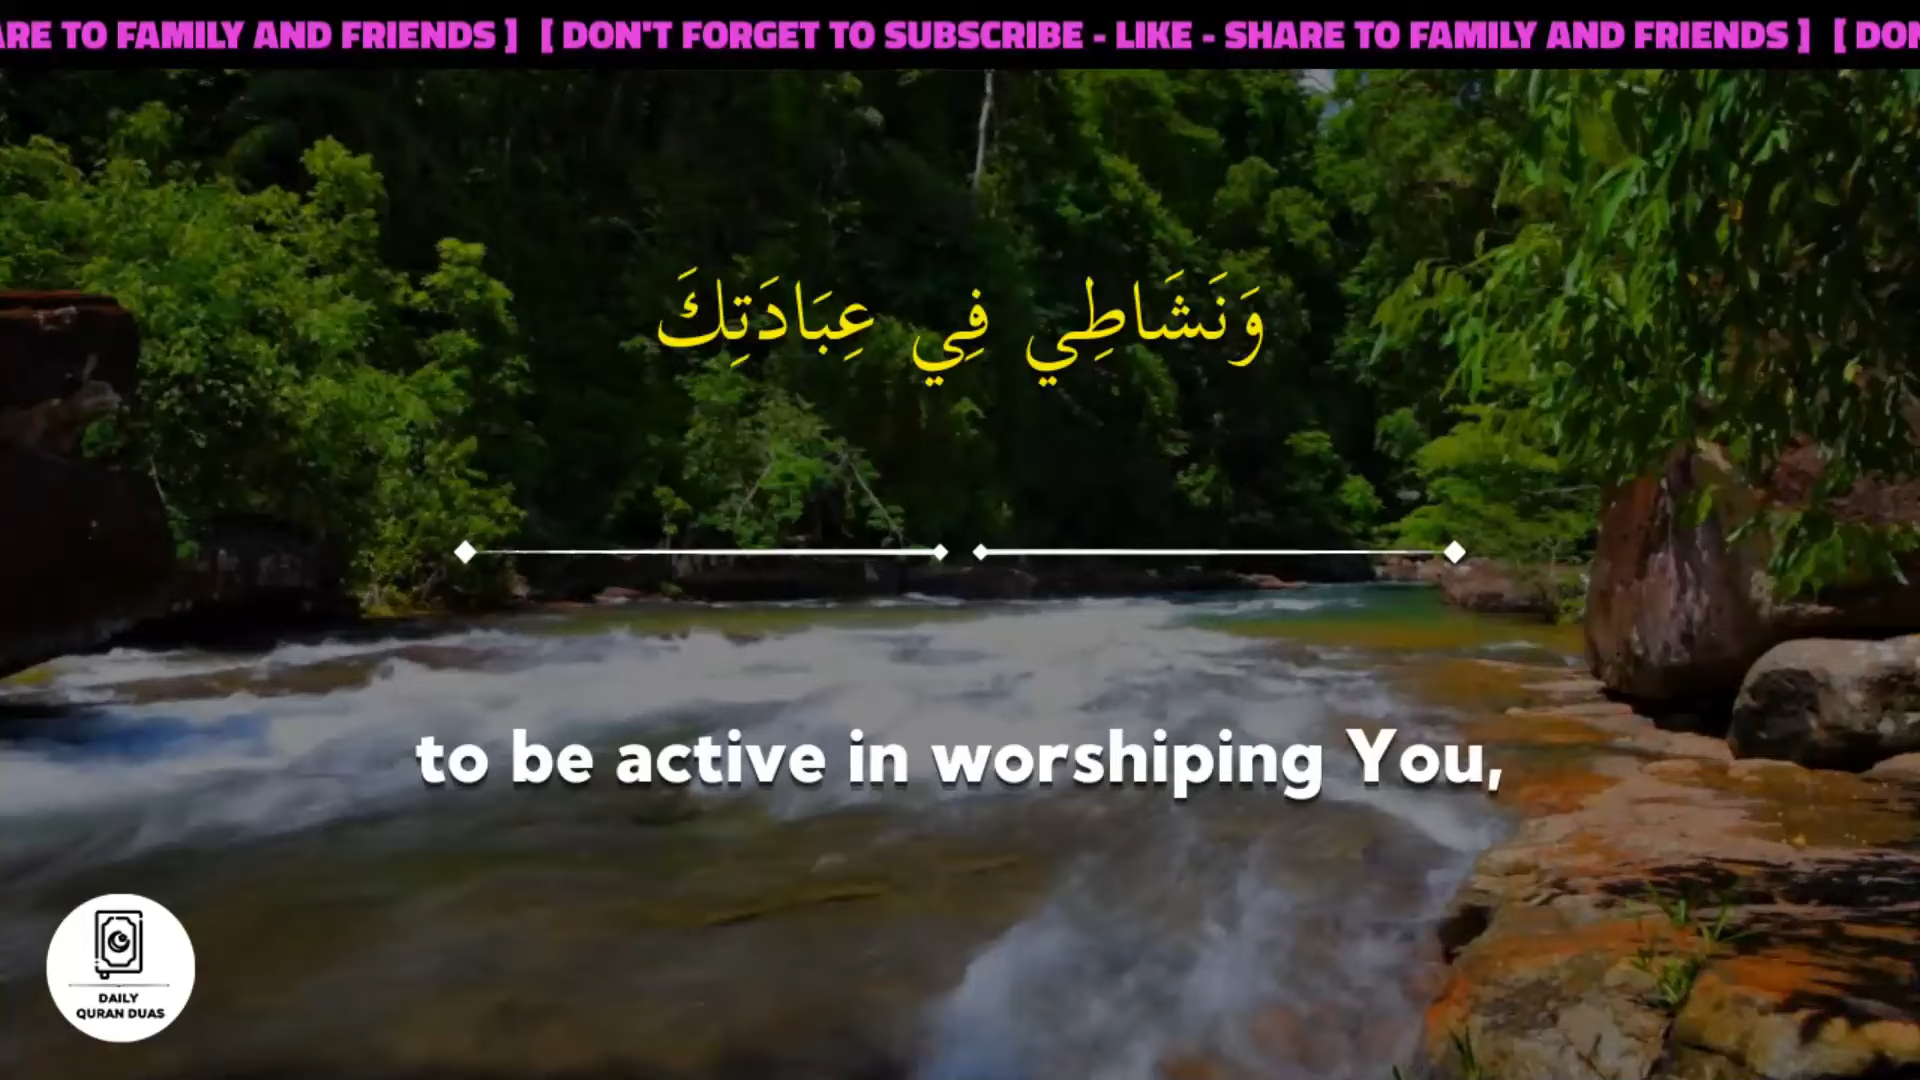 ARE TO FAMILY AND FRIENDS ] [ DON'T FORGET TO SUBSCRIBE - LIKE - SHARE TO FAMILY AND FRIENDS ] [ DON
وَنَشَاطِي فِي عِبَادَتِكَ
to be active in worshiping You,
DAILY
QURAN DUAS